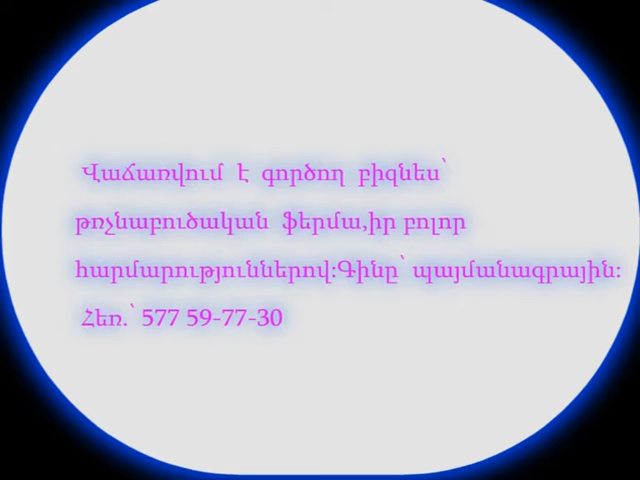 Վաճառվում է գործող բիզնես՝
թռչնաբուծական ֆերմա,իր բոլոր
հարմարություններով:Գինը՝ պայմանագրային:
Հեռ.՝ 577 59-77-30